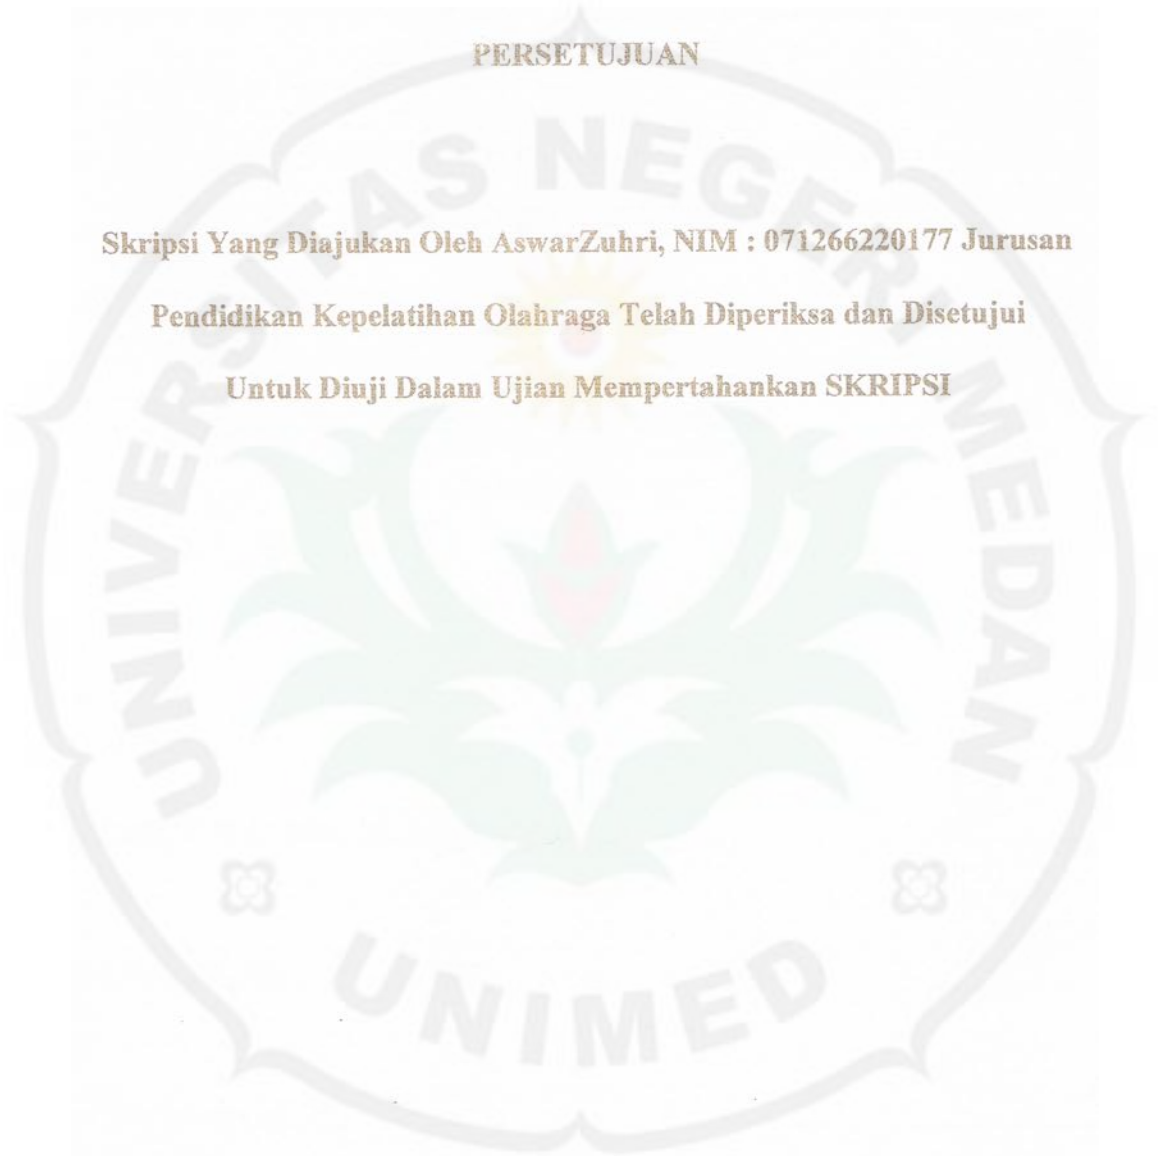 PERSETUJUAN
Skripsi Yang Diajukan Oleh AswarZuhri, NIM : 071266220177 Jurusan
Pendidikan Kepelatihan Olahraga Telah Diperiksa dan Disetujui
Untuk Diuji Dalam Ujian Mempertahankan SKRIPSI
UNIVERSITAS NEGERI MEDAN
UNIMED